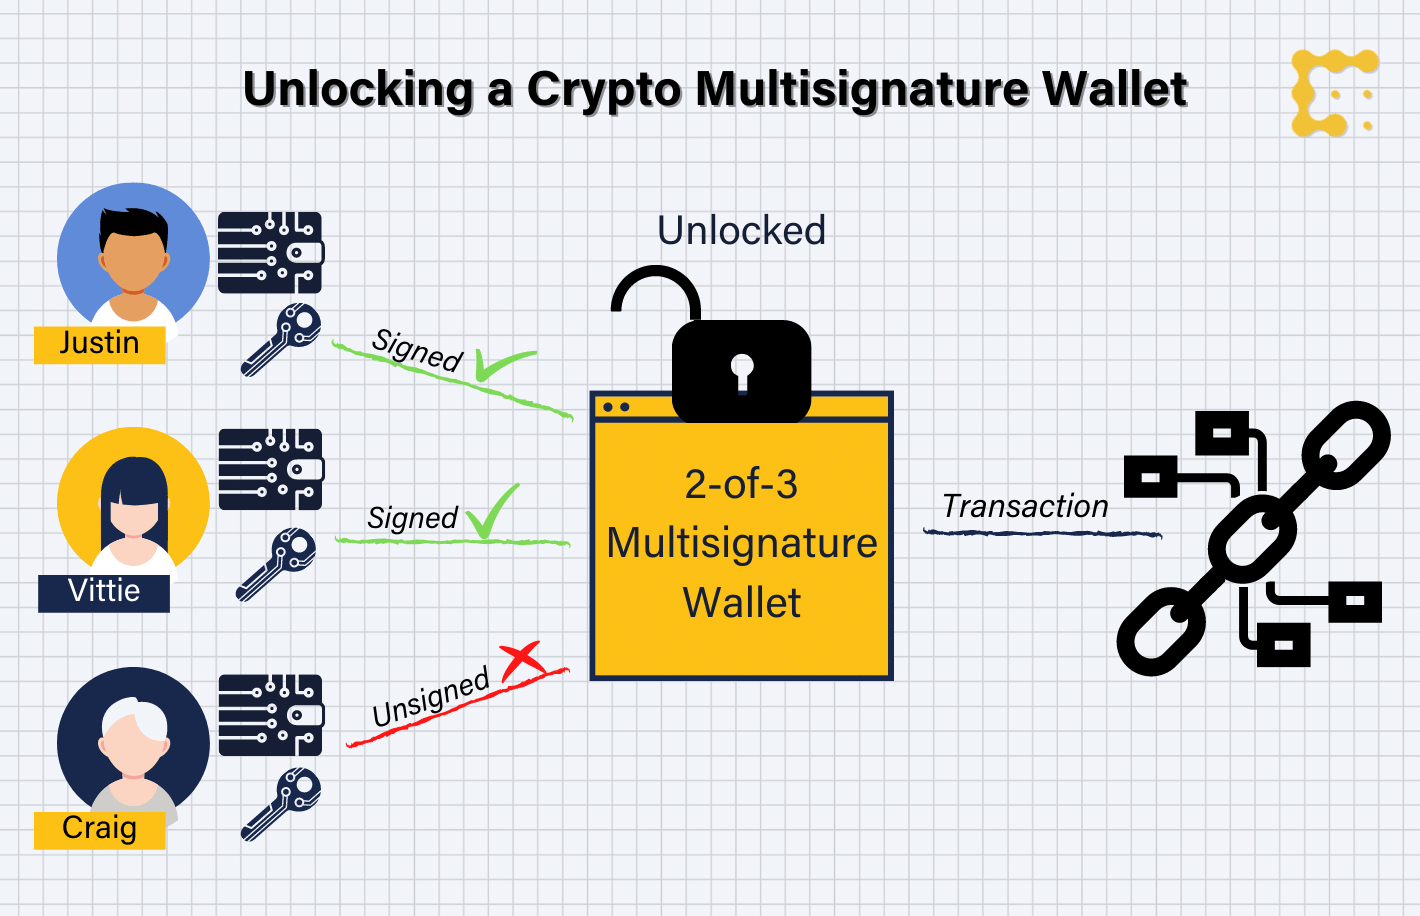 Unlocking a Crypto Multisignature Wallet
Unlocked
Justin
Signed
2-of-3
Multisignature
Wallet
Transaction
Signed
Vittie
Unsigned
Craig